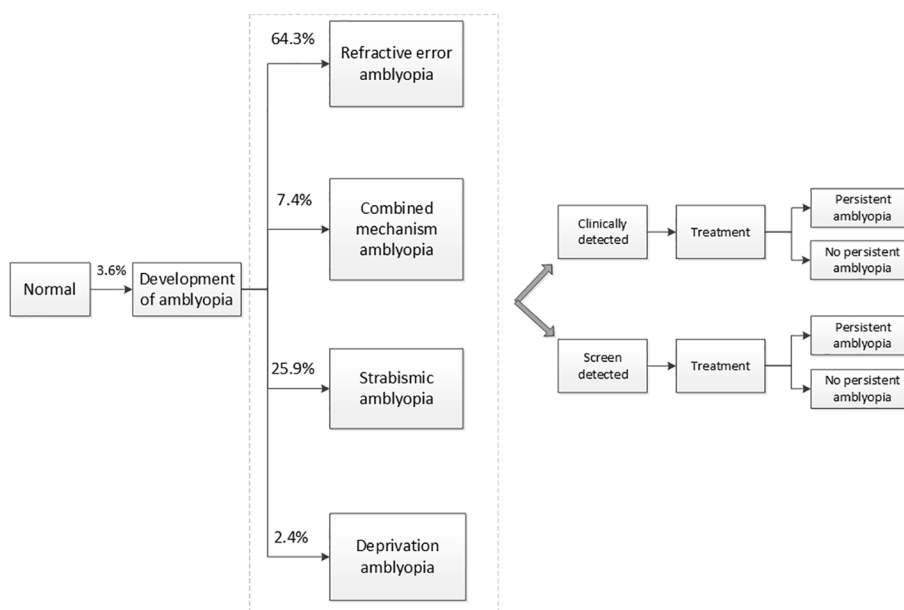 64.3%
Refractive error
amblyopia
7.4%
Combined
mechanism
amblyopia
Normal
3.6%
Development
of amblyopia
25.9%
Strabismic
amblyopia
2.4%
Deprivation
amblyopia
Clinically
detected
Treatment
Persistent
amblyopia
No persistent
amblyopia
Screen
detected
Treatment
Persistent
amblyopia
No persistent
amblyopia